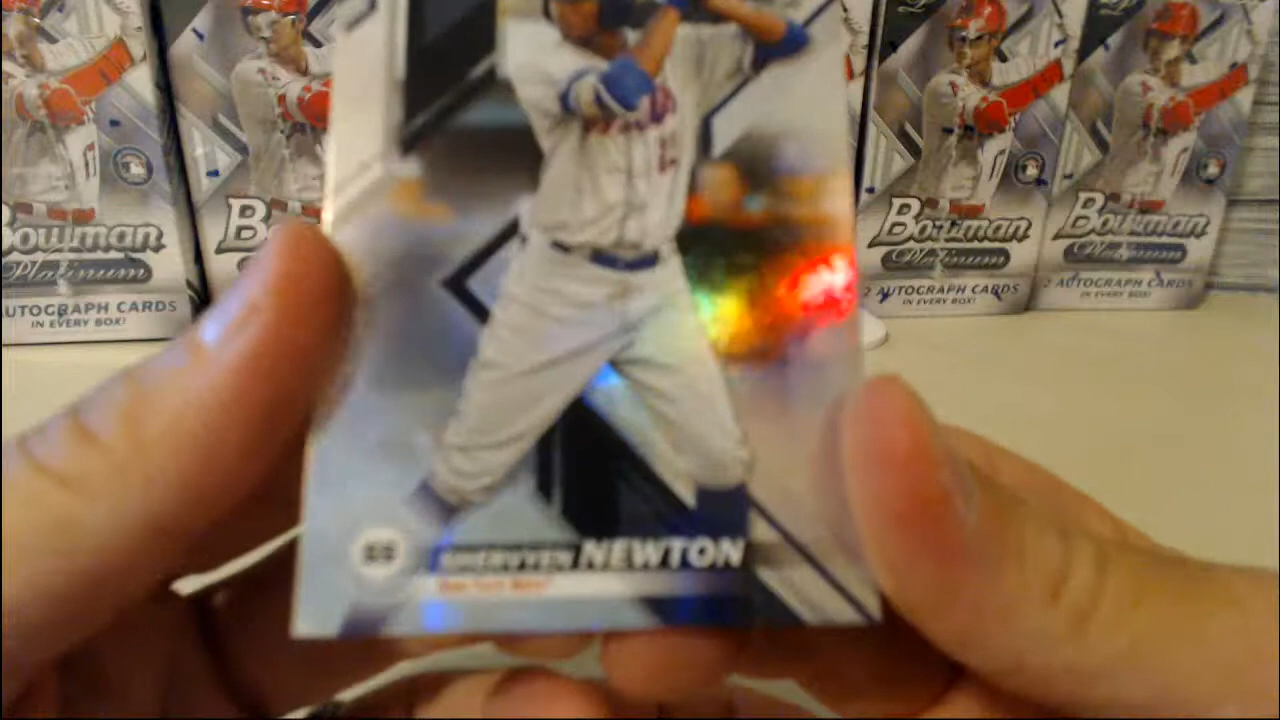 Bowman
Platinum
AUTOGRAPH CARDS
IN EVERY BOX!
B
Bowman
Platinum
2 AUTOGRAPH CARDS
IN EVERY BOX!
Bowman
Platinum
2 AUTOGRAPH CARDS
IN EVERY BOX!
SHERVYEN NEWTON